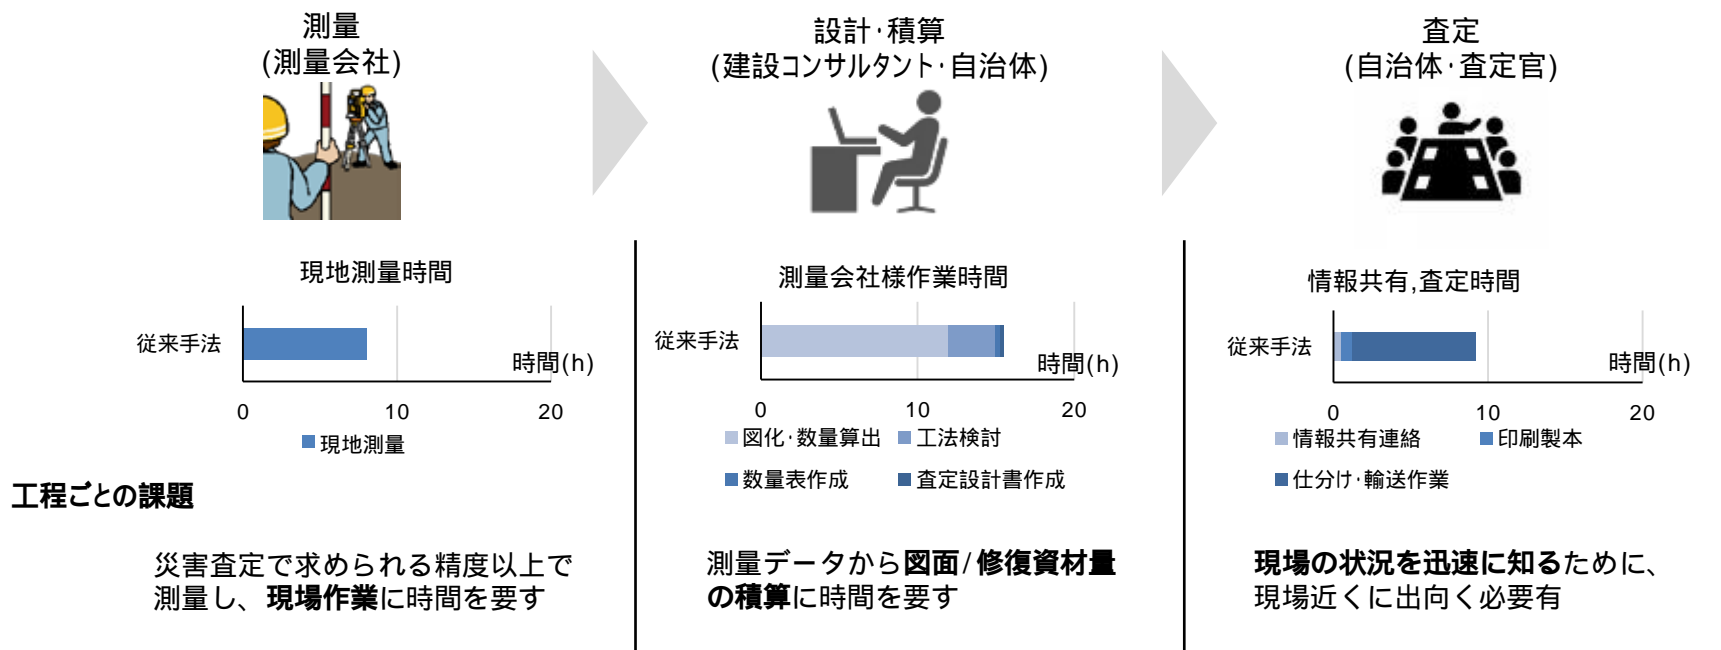 測量
(測量会社)
設計･積算
(建設コンサルタント･自治体)
査定
(自治体･査定官)
現地測量時間
従来手法
時間(h)
0 10 20
現地測量
測量会社様作業時間
従来手法
時間(h)
0 10 20
図化･数量算出 工法検討
数量表作成 査定設計書作成
情報共有,査定時間
従来手法
時間(h)
0 10 20
情報共有連絡 印刷製本
仕分け･輸送作業
工程ごとの課題
災害査定で求められる精度以上で
測量し、現場作業に時間を要す
測量データから図面/修復資材量
の積算に時間を要す
現場の状況を迅速に知るために、
現場近くに出向く必要有